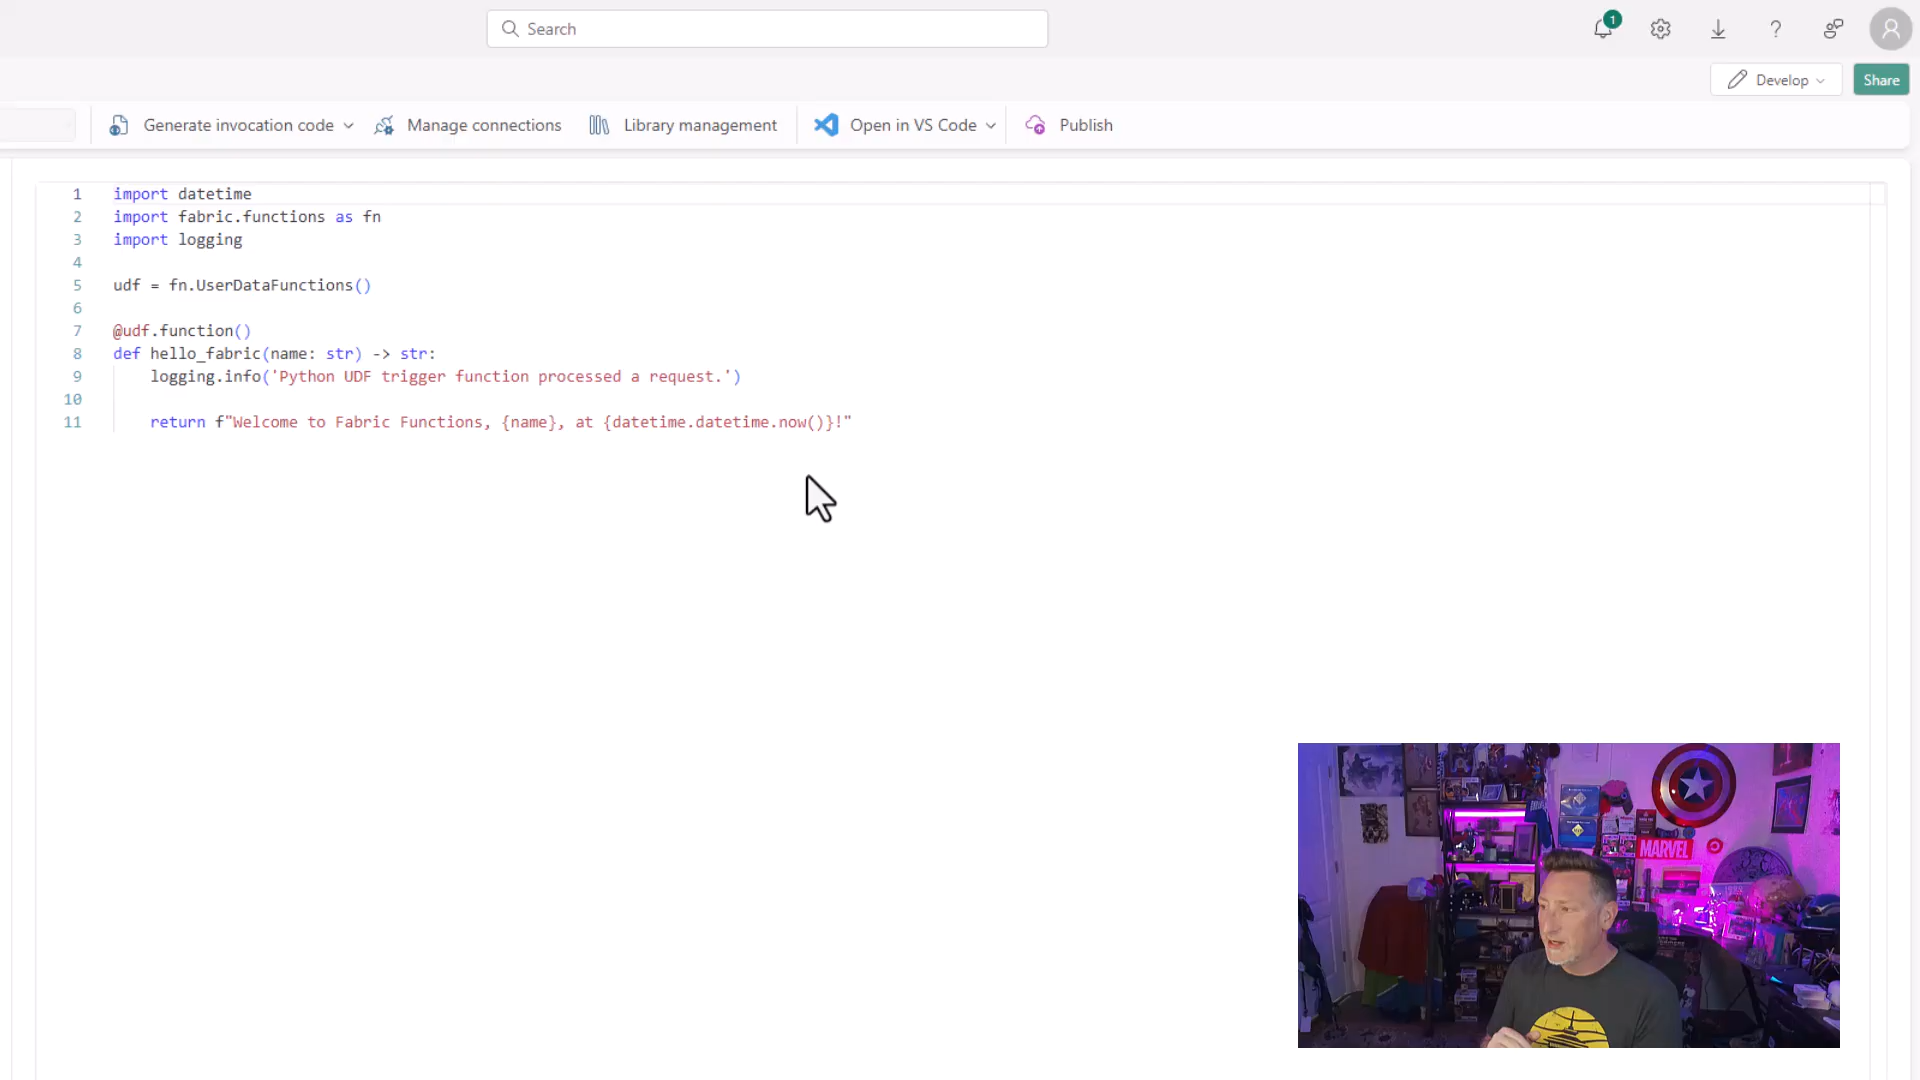 Search
1
Develop
Share
Generate invocation code
Manage connections
Library management
Open in VS Code
Publish
1 import datetime
2 import fabric.functions as fn
3 import logging
4
5 udf = fn.UserDataFunctions()
6
7 @udf.function()
8 def hello_fabric(name: str) -> str:
9 logging.info('Python UDF trigger function processed a request.')
10
11 return f"Welcome to Fabric Functions, {name}, at {datetime.datetime.now()}!"
MARVEL